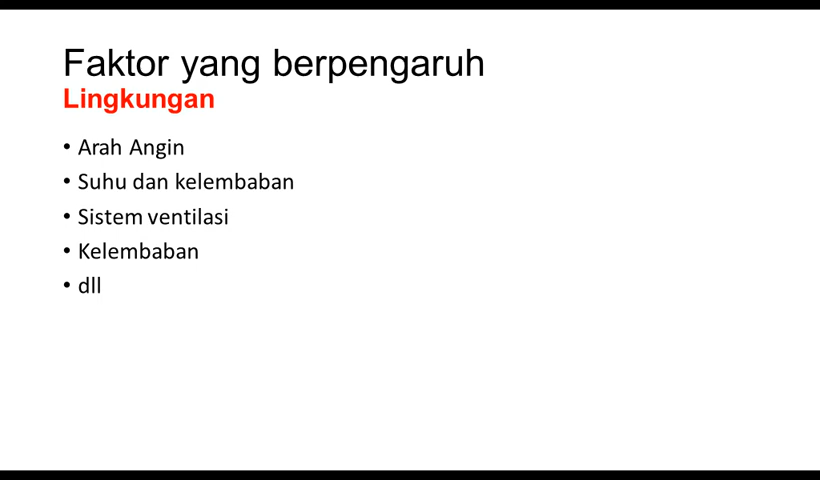 Faktor yang berpengaruh
Lingkungan
• Arah Angin
• Suhu dan kelembaban
• Sistem ventilasi
• Kelembaban
• dll